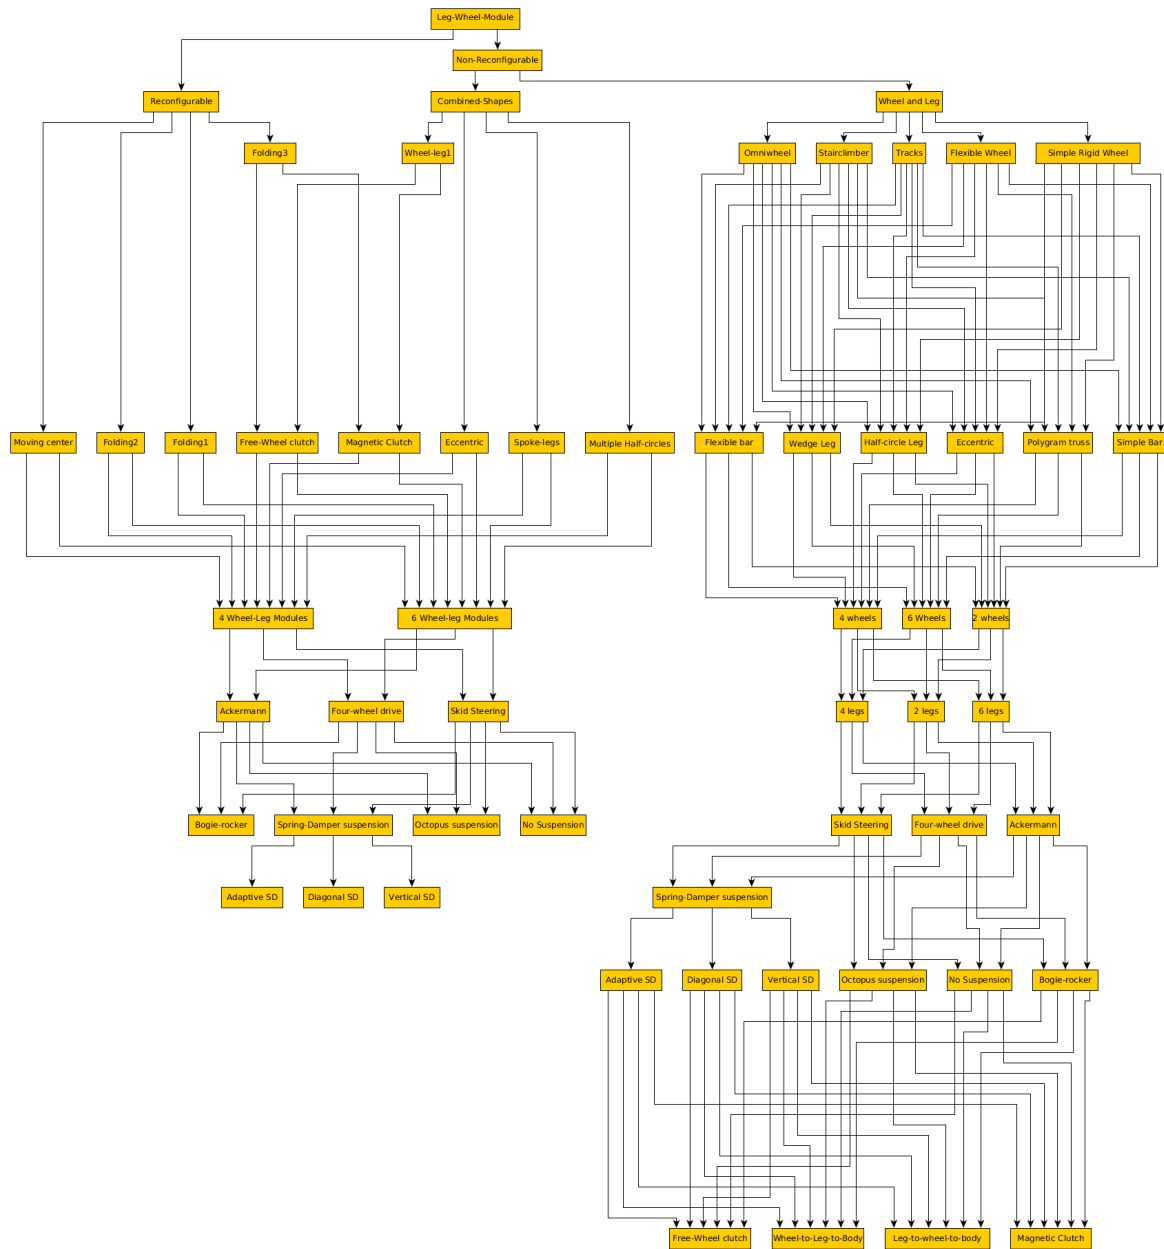 Leg-Wheel-Module
Non-Reconfigurable
Reconfigurable
Combined-Shapes
Wheel and Leg
Folding3
Wheel-leg1
Omniwheel
Stairclimber
Tracks
Flexible Wheel
Simple Rigid Wheel
Moving center
Folding2
Folding1
Free-Wheel clutch
Magnetic Clutch
Eccentric
Spoke-legs
Multiple Half-circles
Flexible bar
Wedge Leg
Half-circle Leg
Eccentric
Polygram truss
Simple Bar
4 Wheel-Leg Modules
6 Wheel-leg Modules
4 wheels
6 Wheels
2 wheels
Ackermann
Four-wheel drive
Skid Steering
4 legs
2 legs
6 legs
Bogie-rocker
Spring-Damper suspension
Octopus suspension
No Suspension
Skid Steering
Four-wheel drive
Ackermann
Adaptive SD
Diagonal SD
Vertical SD
Spring-Damper suspension
Adaptive SD
Diagonal SD
Vertical SD
Octopus suspension
No Suspension
Bogie-rocker
Free-Wheel clutch
Wheel-to-Leg-to-Body
Leg-to-wheel-to-body
Magnetic Clutch